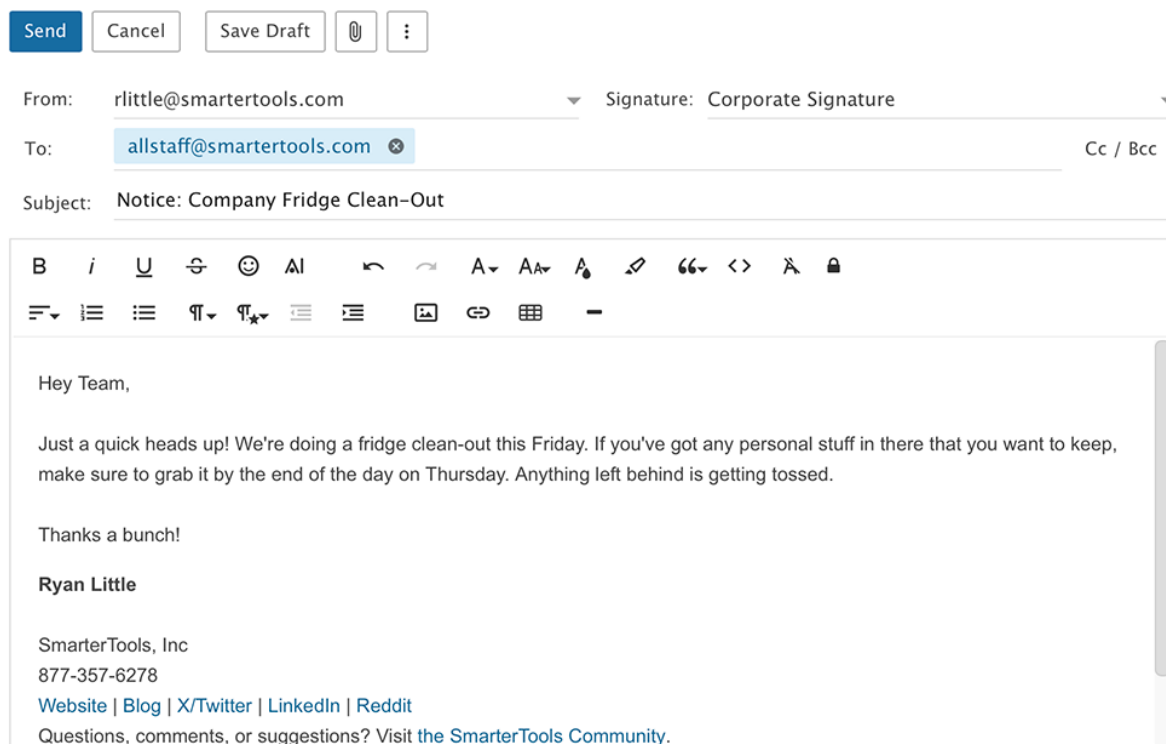 Send Cancel Save Draft
From: rlittle@smartertools.com Signature: Corporate Signature
To: allstaff@smartertools.com Cc / Bcc
Subject: Notice: Company Fridge Clean-Out
B i U S AI A AA A 66 <> A
Hey Team,
Just a quick heads up! We're doing a fridge clean-out this Friday. If you've got any personal stuff in there that you want to keep,
make sure to grab it by the end of the day on Thursday. Anything left behind is getting tossed.
Thanks a bunch!
Ryan Little
SmarterTools, Inc
877-357-6278
Website | Blog | X/Twitter | LinkedIn | Reddit
Questions, comments, or suggestions? Visit the SmarterTools Community.